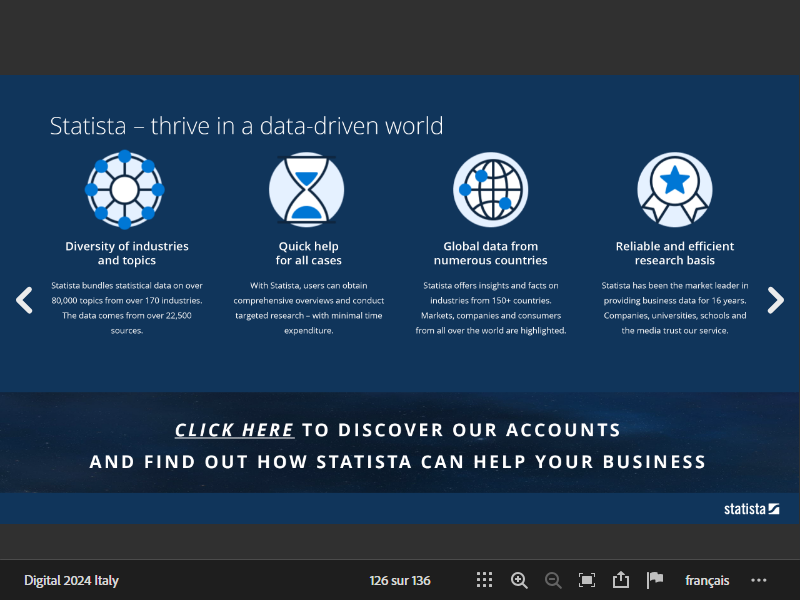 Statista – thrive in a data-driven world
Diversity of industries
and topics
Statista bundles statistical data on over
80,000 topics from over 170 industries.
The data comes from over 22,500
sources.
Quick help
for all cases
With Statista, users can obtain
comprehensive overviews and conduct
targeted research – with minimal time
expenditure.
Global data from
numerous countries
Statista offers insights and facts on
industries from 150+ countries.
Markets, companies and consumers
from all over the world are highlighted.
Reliable and efficient
research basis
Statista has been the market leader in
providing business data for 16 years.
Companies, universities, schools and
the media trust our service.
CLICK HERE TO DISCOVER OUR ACCOUNTS
AND FIND OUT HOW STATISTA CAN HELP YOUR BUSINESS
statista
Digital 2024 Italy
126 sur 136
français